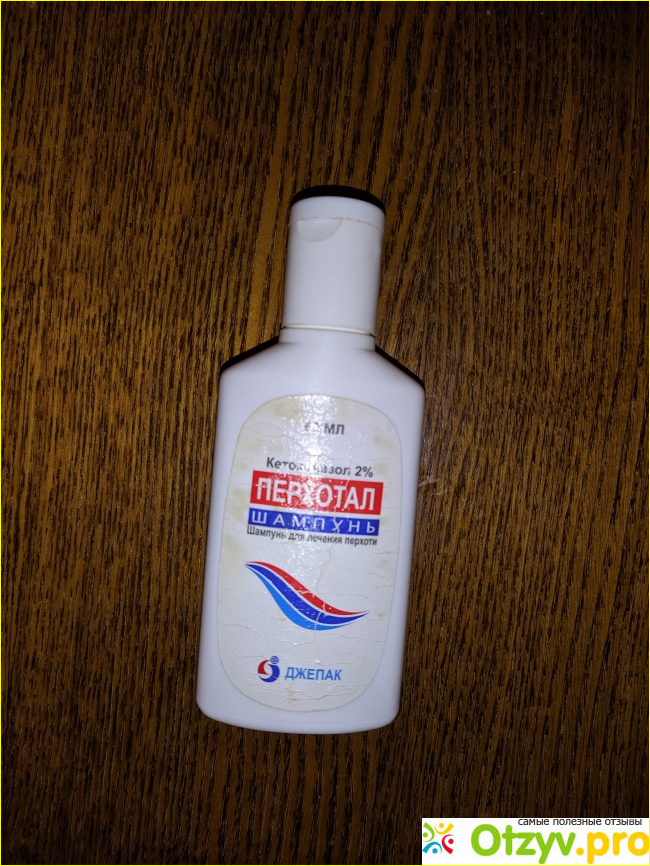 МЛ
Кетоконазол 2%
ПЕРХОТАЛ
ШАМПУНЬ
Шампунь для лечения перхоти
ДЖЕПАК
самые полезные отзывы
Otzyv.pro